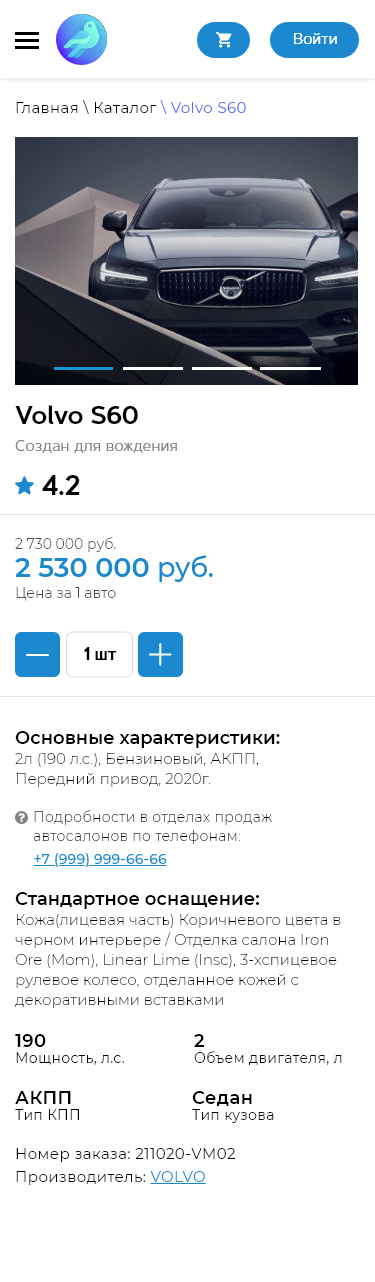 Войти
Главная \ Каталог \ Volvo S60
VOLVO
Volvo S60
Создан для вождения
4.2
2 730 000 руб.
2 530 000 руб.
Цена за 1 авто
1 шт
Основные характеристики:
2л (190 л.с.), Бензиновый, АКПП,
Передний привод, 2020г.
Подробности в отделах продаж
автосалонов по телефонам:
+7 (999) 999-66-66
Стандартное оснащение:
Кожа(лицевая часть) Коричневого цвета в
черном интерьере / Отделка салона Iron
Ore (Mom), Linear Lime (Insc), 3-хспицевое
рулевое колесо, отделанное кожей с
декоративными вставками
190
Мощность, л.с.
2
Объем двигателя, л
АКПП
Тип КПП
Седан
Тип кузова
Номер заказа: 211020-VM02
Производитель: VOLVO